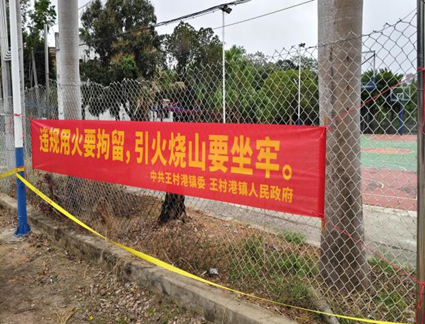 违规用火要拘留，引火烧山要坐牢。
中共王村港镇委 王村港镇人民政府